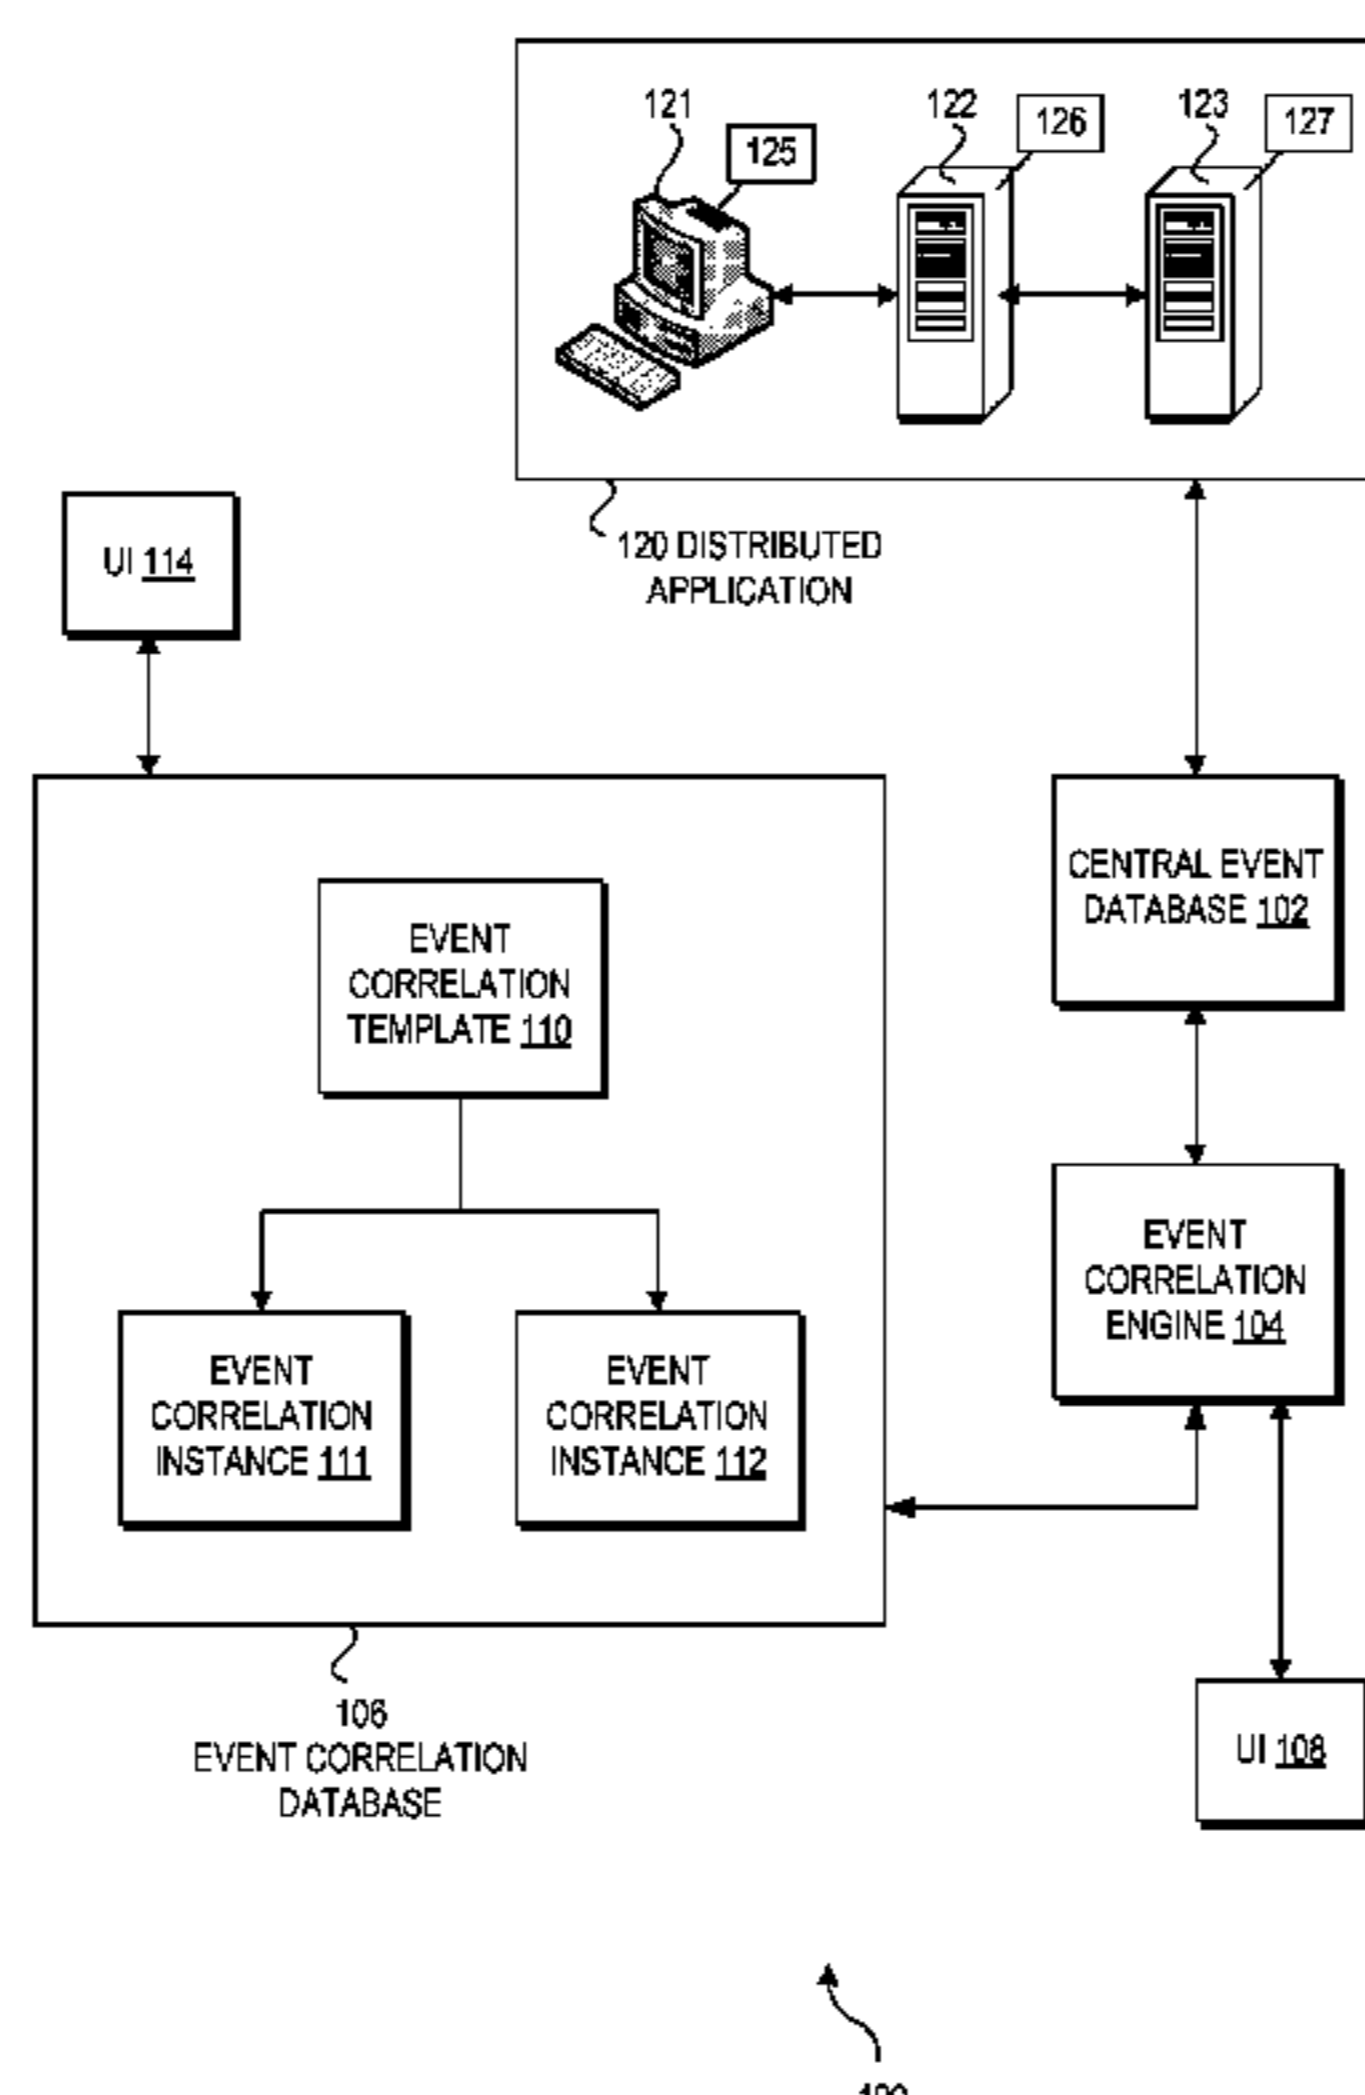 121
125
122
126
123
127
120 DISTRIBUTED
APPLICATION
UI 114
CENTRAL EVENT
DATABASE 102
EVENT
CORRELATION
TEMPLATE 110
EVENT
CORRELATION
ENGINE 104
EVENT
CORRELATION
INSTANCE 111
EVENT
CORRELATION
INSTANCE 112
106
EVENT CORRELATION
DATABASE
UI 108